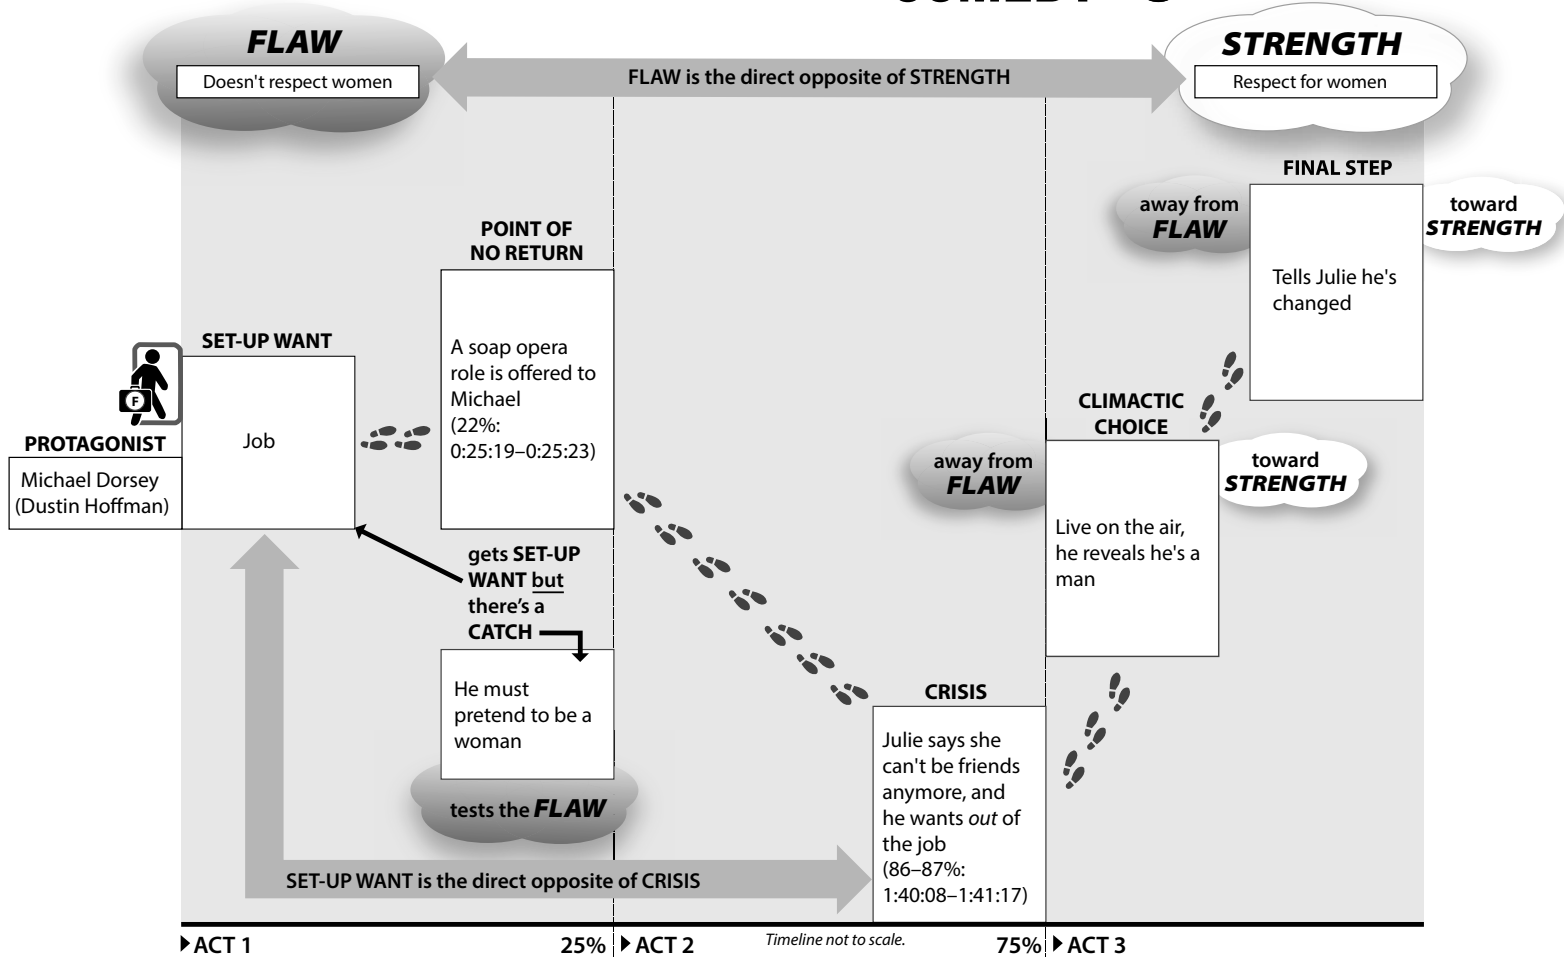 FLAW
Doesn't respect women
FLAW is the direct opposite of STRENGTH
STRENGTH
Respect for women
FINAL STEP
away from
FLAW
toward
STRENGTH
Tells Julie he's
changed
POINT OF
NO RETURN
A soap opera
role is offered to
Michael
(22%:
0:25:19–0:25:23)
SET-UP WANT
Job
F
PROTAGONIST
Michael Dorsey
(Dustin Hoffman)
gets SET-UP
WANT but
there's a
CATCH
He must
pretend to be a
woman
tests the FLAW
CLIMACTIC
CHOICE
away from
FLAW
toward
STRENGTH
Live on the air,
he reveals he's a
man
CRISIS
Julie says she
can't be friends
anymore, and
he wants out of
the job
(86–87%:
1:40:08–1:41:17)
SET-UP WANT is the direct opposite of CRISIS
ACT 1
25%
ACT 2
Timeline not to scale.
75%
ACT 3